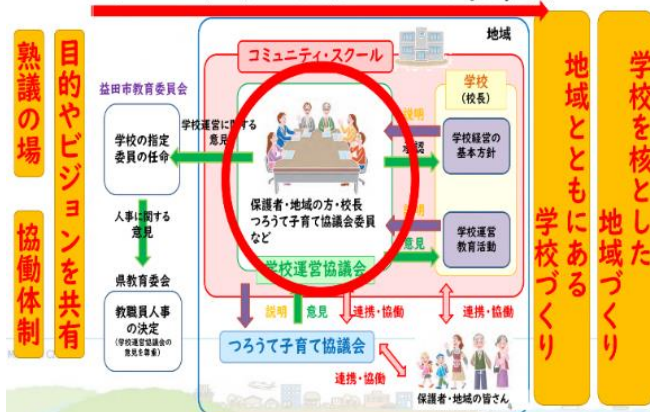 熟議の場
協働体制
目的やビジョンを共有
益田市教育委員会
学校の指定
委員の任命
人事に関する
意見
県教育委会
教職員人事
の決定
(学校運営協議会の
意見を尊重)
学校運営に関する
意見
地域
コミュニティ・スクール
保護者・地域の方・校長
つろうて子育て協議会委員
など
学校運営協議会
学校
(校長)
説明
承認
学校経営の
基本方針
説明
意見
学校運営
教育活動
説明
意見
連携・協働
連携・協働
つろうて子育て協議会
連携・協働
保護者・地域の皆さん
地域とともにある
学校づくり
学校を核とした
地域づくり